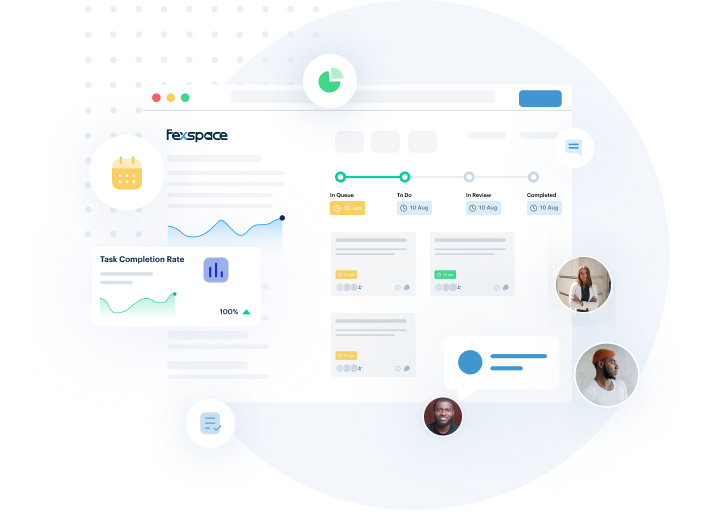 Fexspace
In Queue
To Do
In Review
Completed
10 Jan
10 Aug
10 Aug
10 Aug
Task Completion Rate
100%